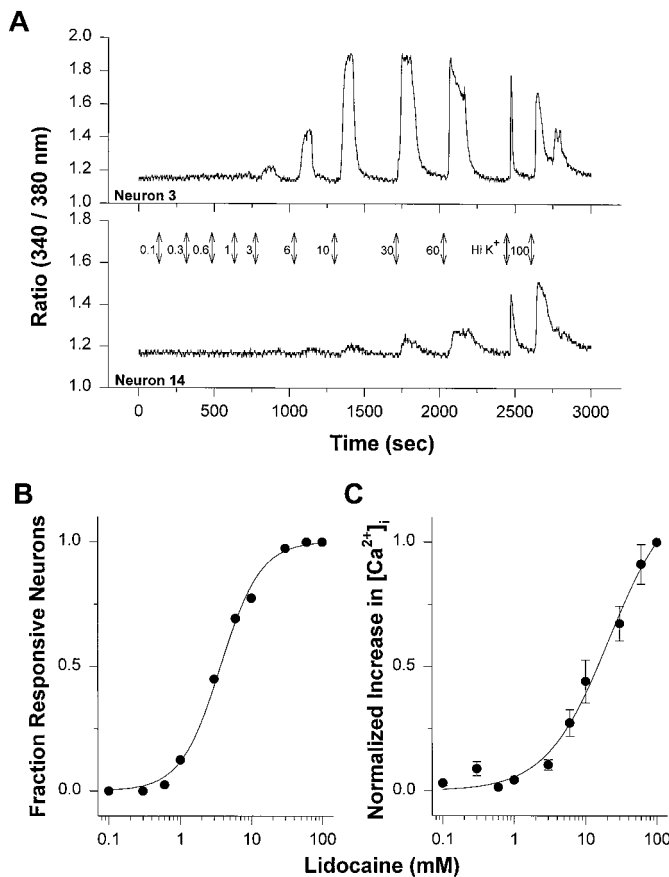 A
2.0
1.8
1.6
1.4
1.2
1.0
Neuron 3
Ratio (340 / 380 nm)
1.8
1.6
1.4
1.2
1.0
0.1 0.3 0.6 1 3 6 10 30 60 Hi K+ 100
Neuron 14
0 500 1000 1500 2000 2500 3000
Time (sec)
B
Fraction Responsive Neurons
1.0
0.5
0.0
0.1 1 10 100
C
Normalized Increase in [Ca2+]i
1.0
0.5
0.0
0.1 1 10 100
Lidocaine (mM)